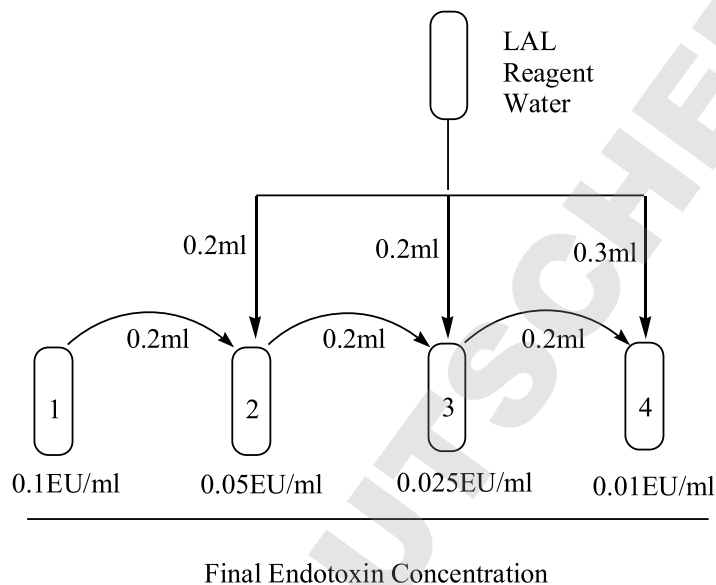 LAL
Reagent
Water
0.2ml
0.2ml
0.3ml
0.2ml
0.2ml
0.2ml
1
2
3
4
0.1EU/ml
0.05EU/ml
0.025EU/ml
0.01EU/ml
Final Endotoxin Concentration
UTSCHE